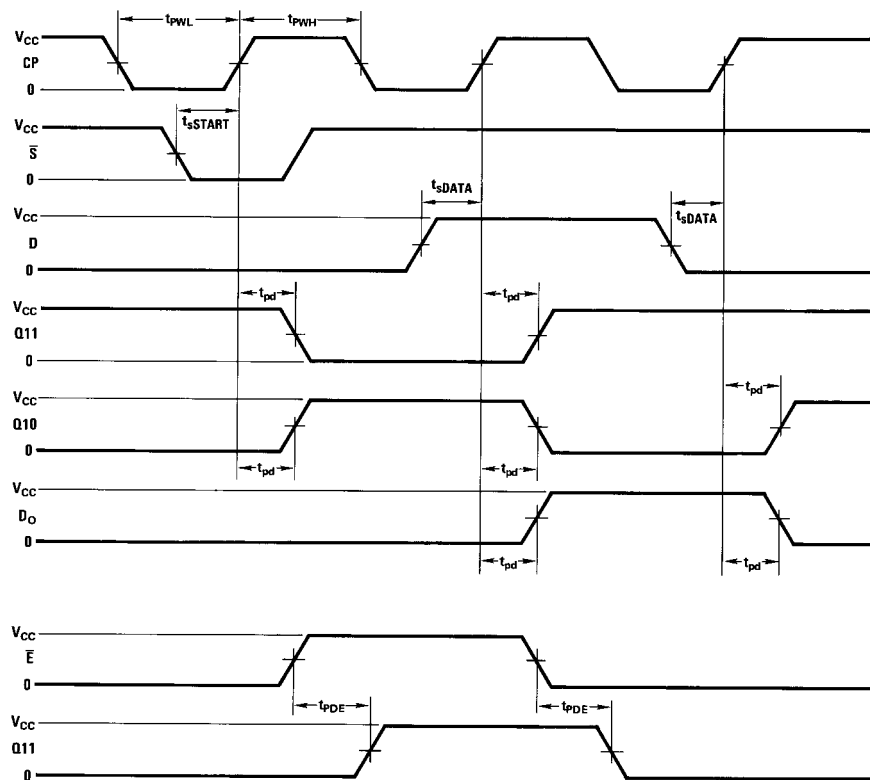 tPWL tPWH
VCC
CP
0
tsSTART
VCC
S̅
0
tsDATA
tsDATA
VCC
D
0
tpd tpd
VCC
Q11
0
tpd
VCC
Q10
0
tpd tpd
VCC
DO
0
tpd tpd
VCC
E̅
0
tPDE tPDE
VCC
Q11
0